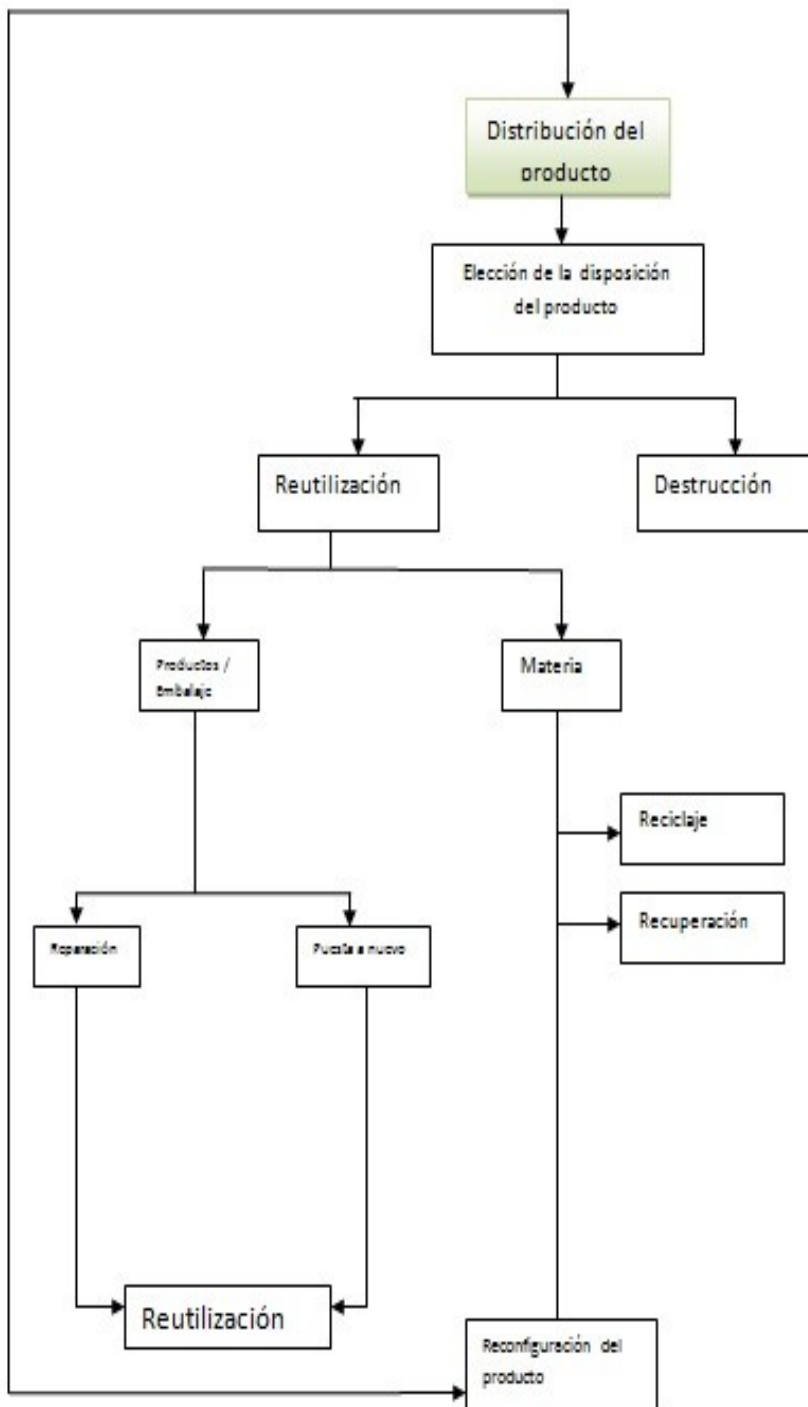 Distribución del
producto
Elección de la disposición
del producto
Reutilización
Destrucción
Productos /
Embalaje
Materia
Reciclaje
Recuperación
Reparación
Puesta a nuevo
Reutilización
Reconfiguración del
producto